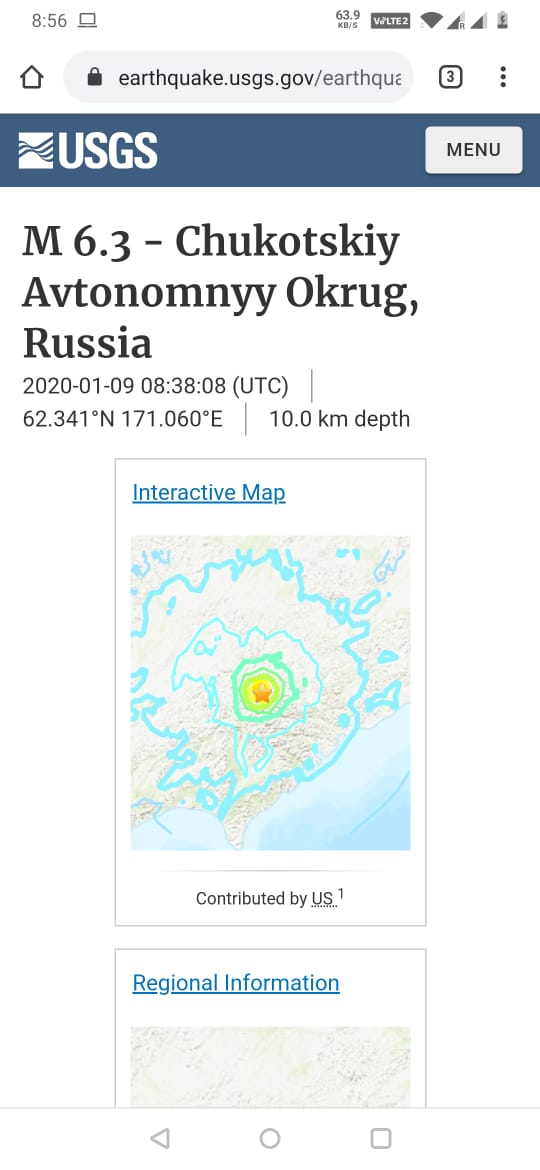 8:56
63.9
KB/S
VoLTE2
R
earthquake.usgs.gov/earthqua
3
USGS
MENU
M 6.3 - Chukotskiy
Avtonomnyy Okrug,
Russia
2020-01-09 08:38:08 (UTC)
62.341°N 171.060°E
10.0 km depth
Interactive Map
Contributed by US 1
Regional Information